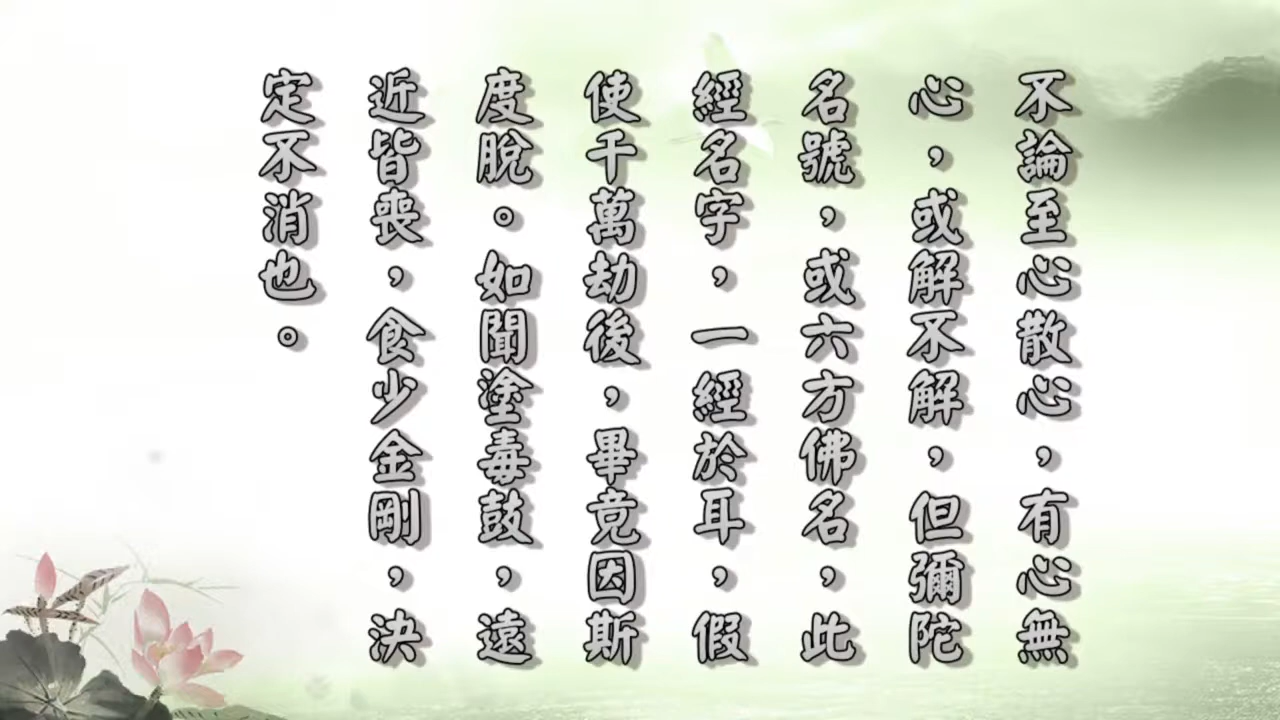 不論至心散心，有心無
心，或解不解，但彌陀
名號，或六方佛名，此
經名字，一經於耳，假
使千萬劫後，畢竟因斯
度脫。如聞塗毒鼓，遠
近皆喪，食少金剛，決
定不消也。